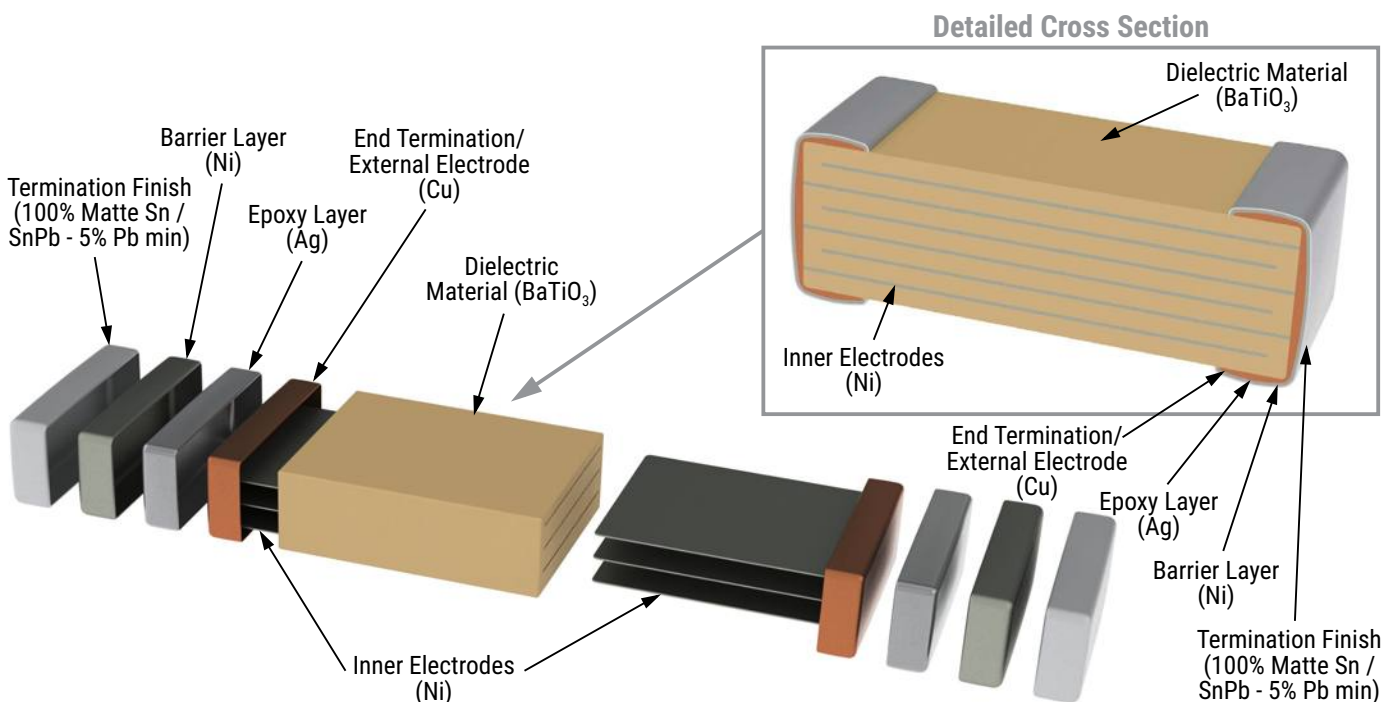 Detailed Cross Section
Dielectric Material
(BaTiO₃)
Inner Electrodes
(Ni)
End Termination/
External Electrode
(Cu)
Epoxy Layer
(Ag)
Barrier Layer
(Ni)
Termination Finish
(100% Matte Sn /
SnPb - 5% Pb min)
Termination Finish
(100% Matte Sn /
SnPb - 5% Pb min)
Barrier Layer
(Ni)
Epoxy Layer
(Ag)
End Termination/
External Electrode
(Cu)
Dielectric
Material (BaTiO₃)
Inner Electrodes
(Ni)